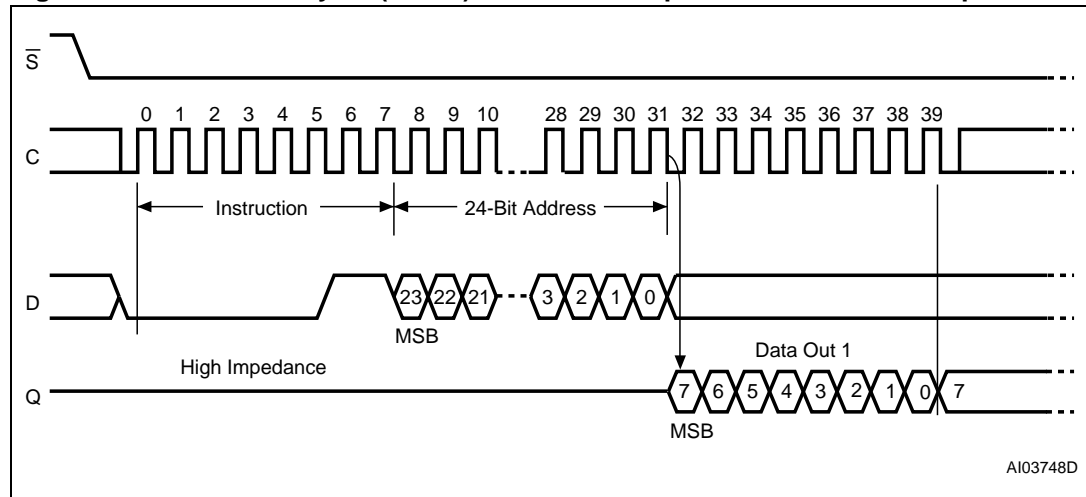 S
0 1 2 3 4 5 6 7 8 9 10 28 29 30 31 32 33 34 35 36 37 38 39
C
Instruction 24-Bit Address
D 23 22 21 3 2 1 0
MSB
High Impedance Data Out 1
Q 7 6 5 4 3 2 1 0 7
MSB
AI03748D